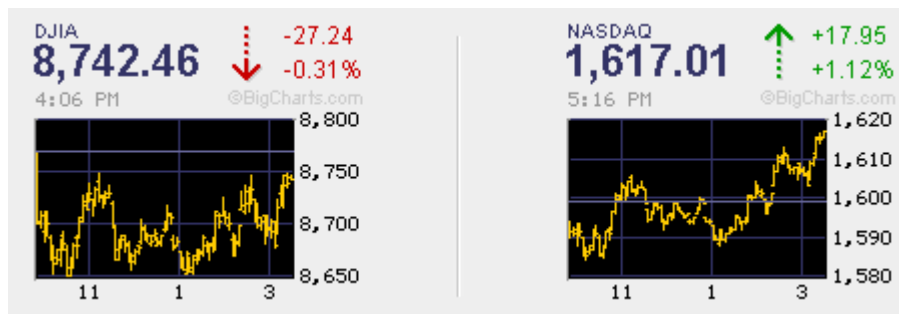 DJIA
8,742.46
-27.24
-0.31%
4:06 PM
©BigCharts.com
8,800
8,750
8,700
8,650
11 1 3
NASDAQ
1,617.01
+17.95
+1.12%
5:16 PM
©BigCharts.com
1,620
1,610
1,600
1,590
1,580
11 1 3